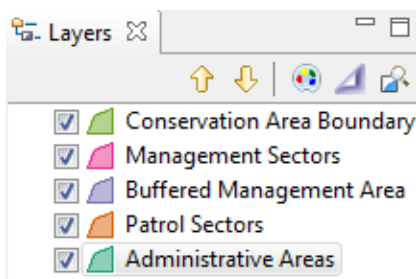 Layers
Conservation Area Boundary
Management Sectors
Buffered Management Area
Patrol Sectors
Administrative Areas